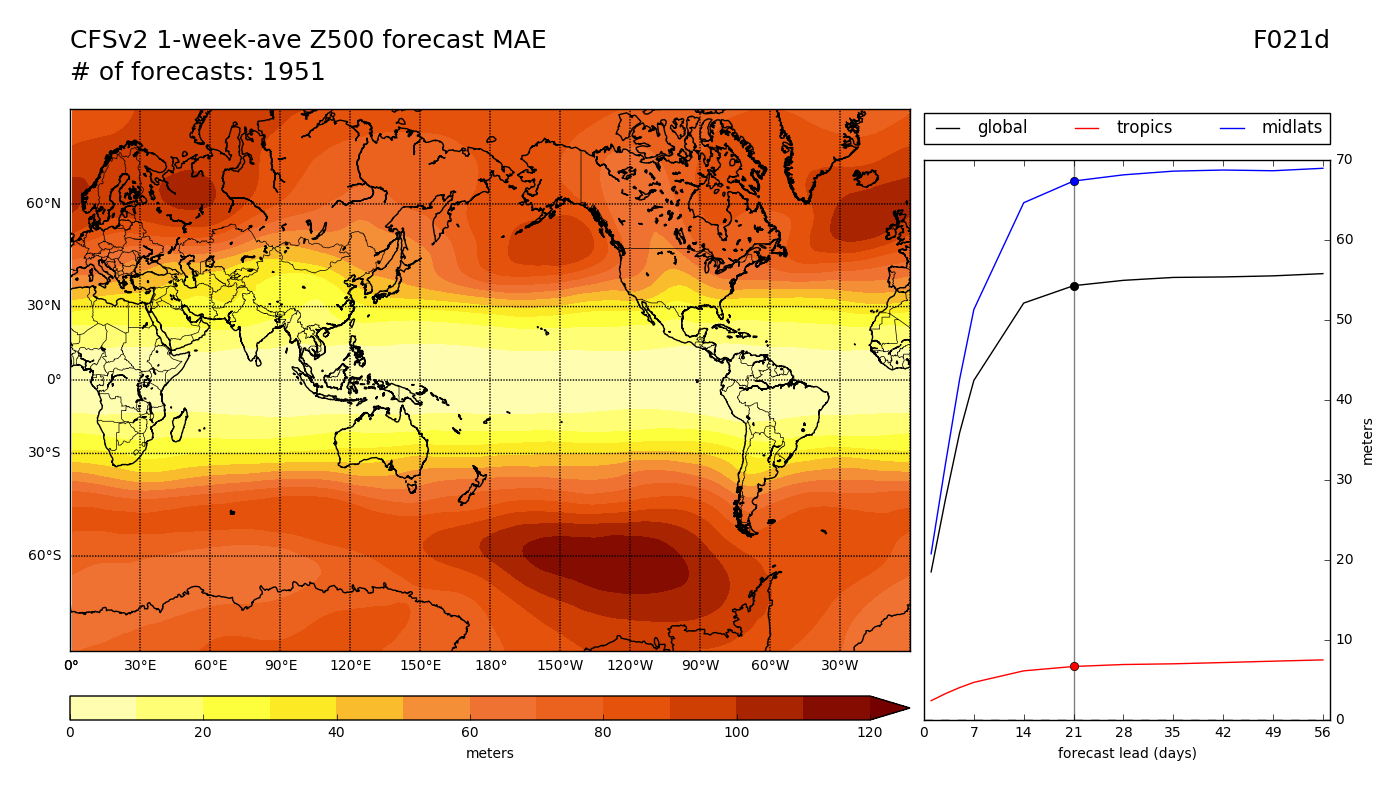 CFSv2 1-week-ave Z500 forecast MAE
F021d
# of forecasts: 1951
global tropics midlats
60°N
30°N
0°
30°S
60°S
0° 30°E 60°E 90°E 120°E 150°E 180° 150°W 120°W 90°W 60°W 30°W 0°
0 20 40 60 80 100 120
meters
70
60
50
40
30
20
10
0
meters
0 7 14 21 28 35 42 49 56
forecast lead (days)